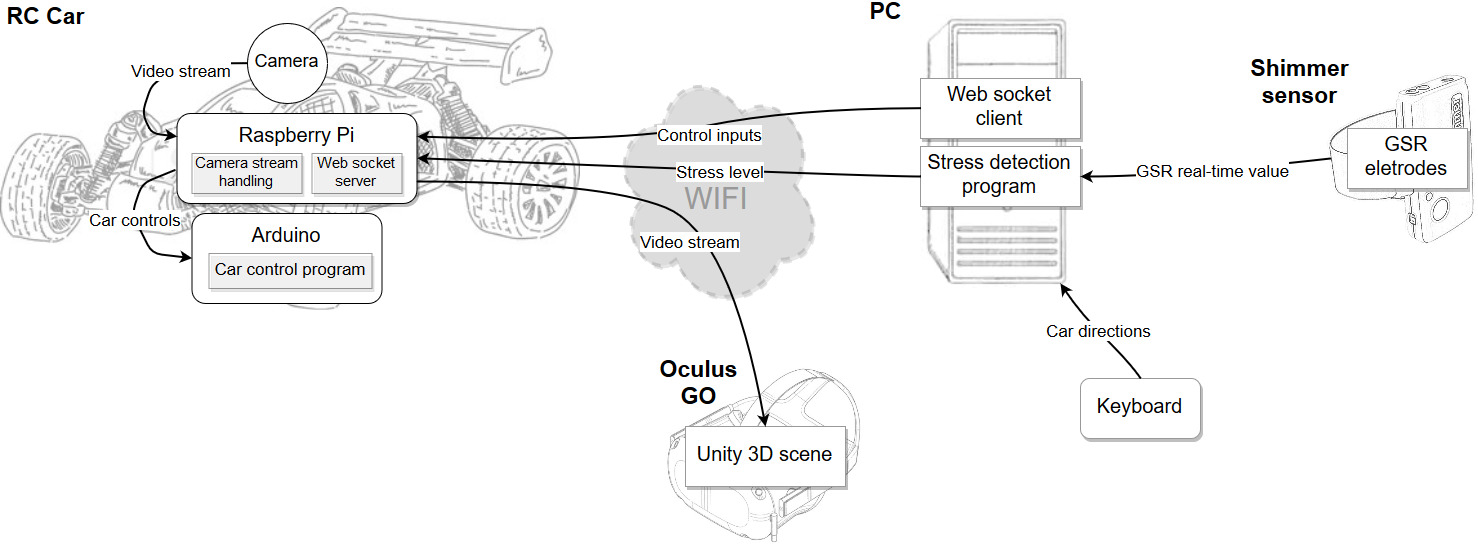 RC Car
Camera
Video stream
Raspberry Pi
Camera stream
handling
Web socket
server
Car controls
Arduino
Car control program
WIFI
Control inputs
Stress level
Video stream
Oculus
GO
Unity 3D scene
PC
Web socket
client
Stress detection
program
Car directions
Keyboard
GSR real-time value
Shimmer
sensor
GSR
eletrodes